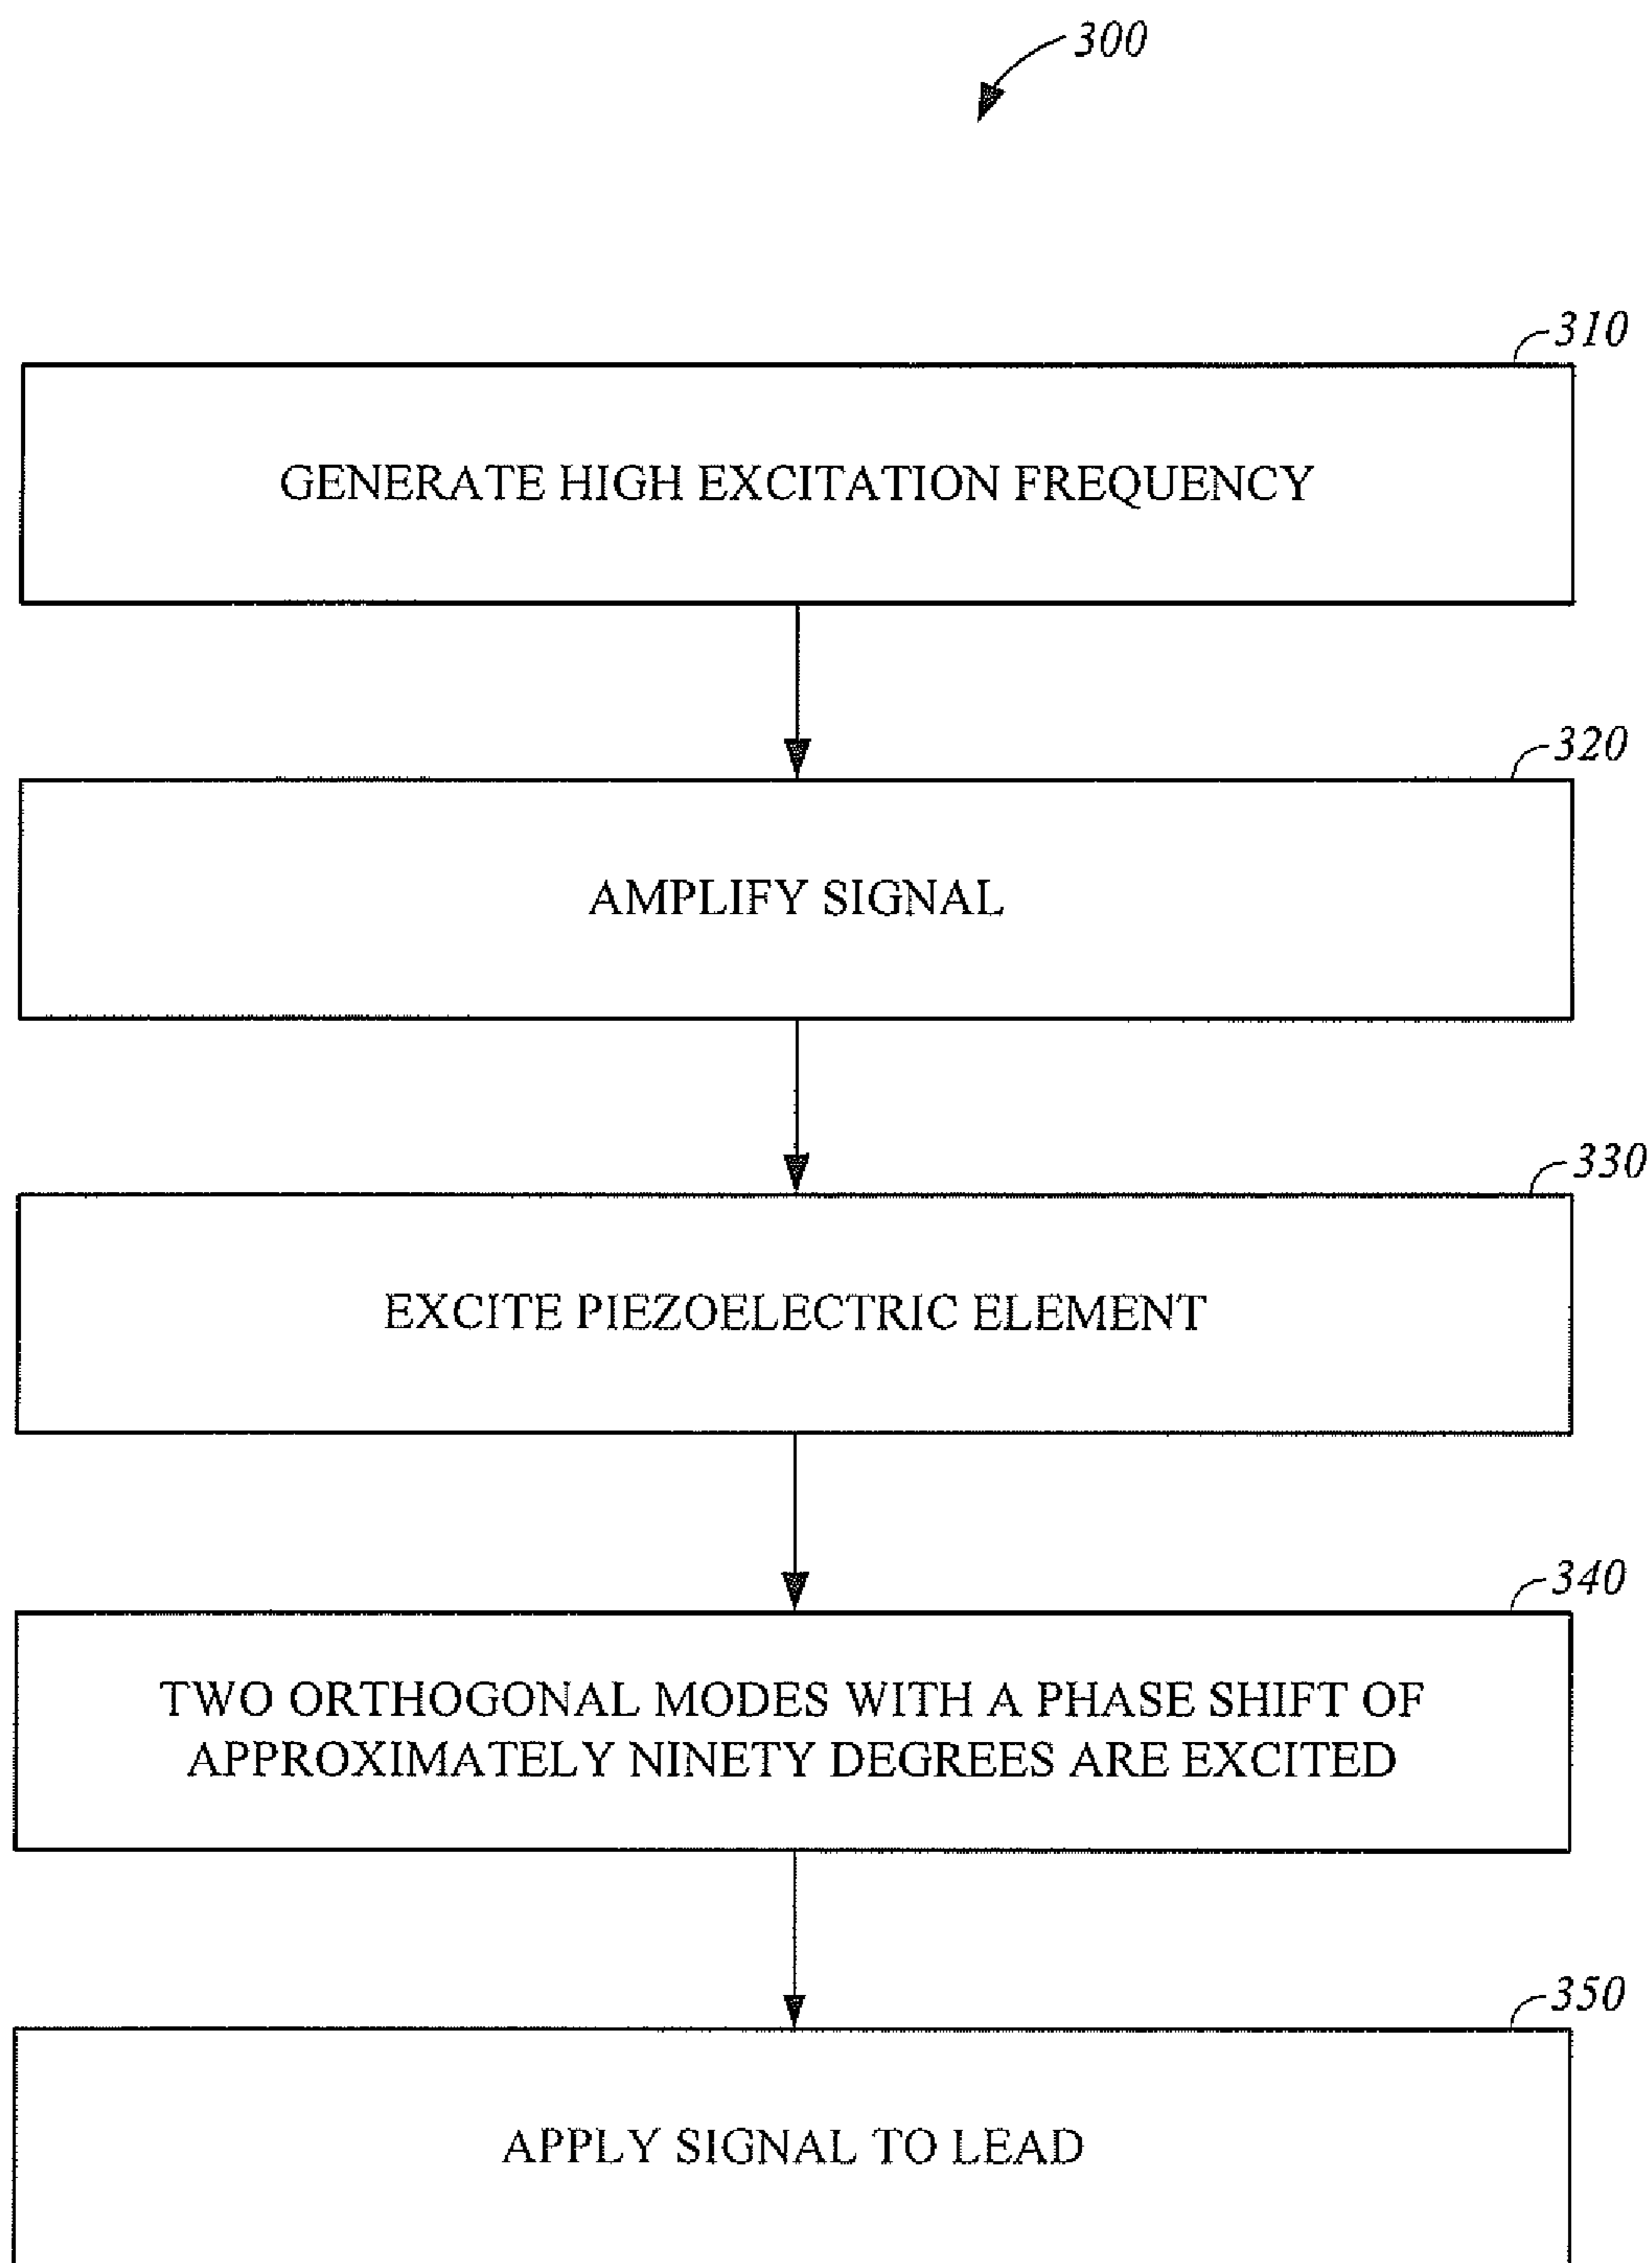 300
310
GENERATE HIGH EXCITATION FREQUENCY
320
AMPLIFY SIGNAL
330
EXCITE PIEZOELECTRIC ELEMENT
340
TWO ORTHOGONAL MODES WITH A PHASE SHIFT OF
APPROXIMATELY NINETY DEGREES ARE EXCITED
350
APPLY SIGNAL TO LEAD